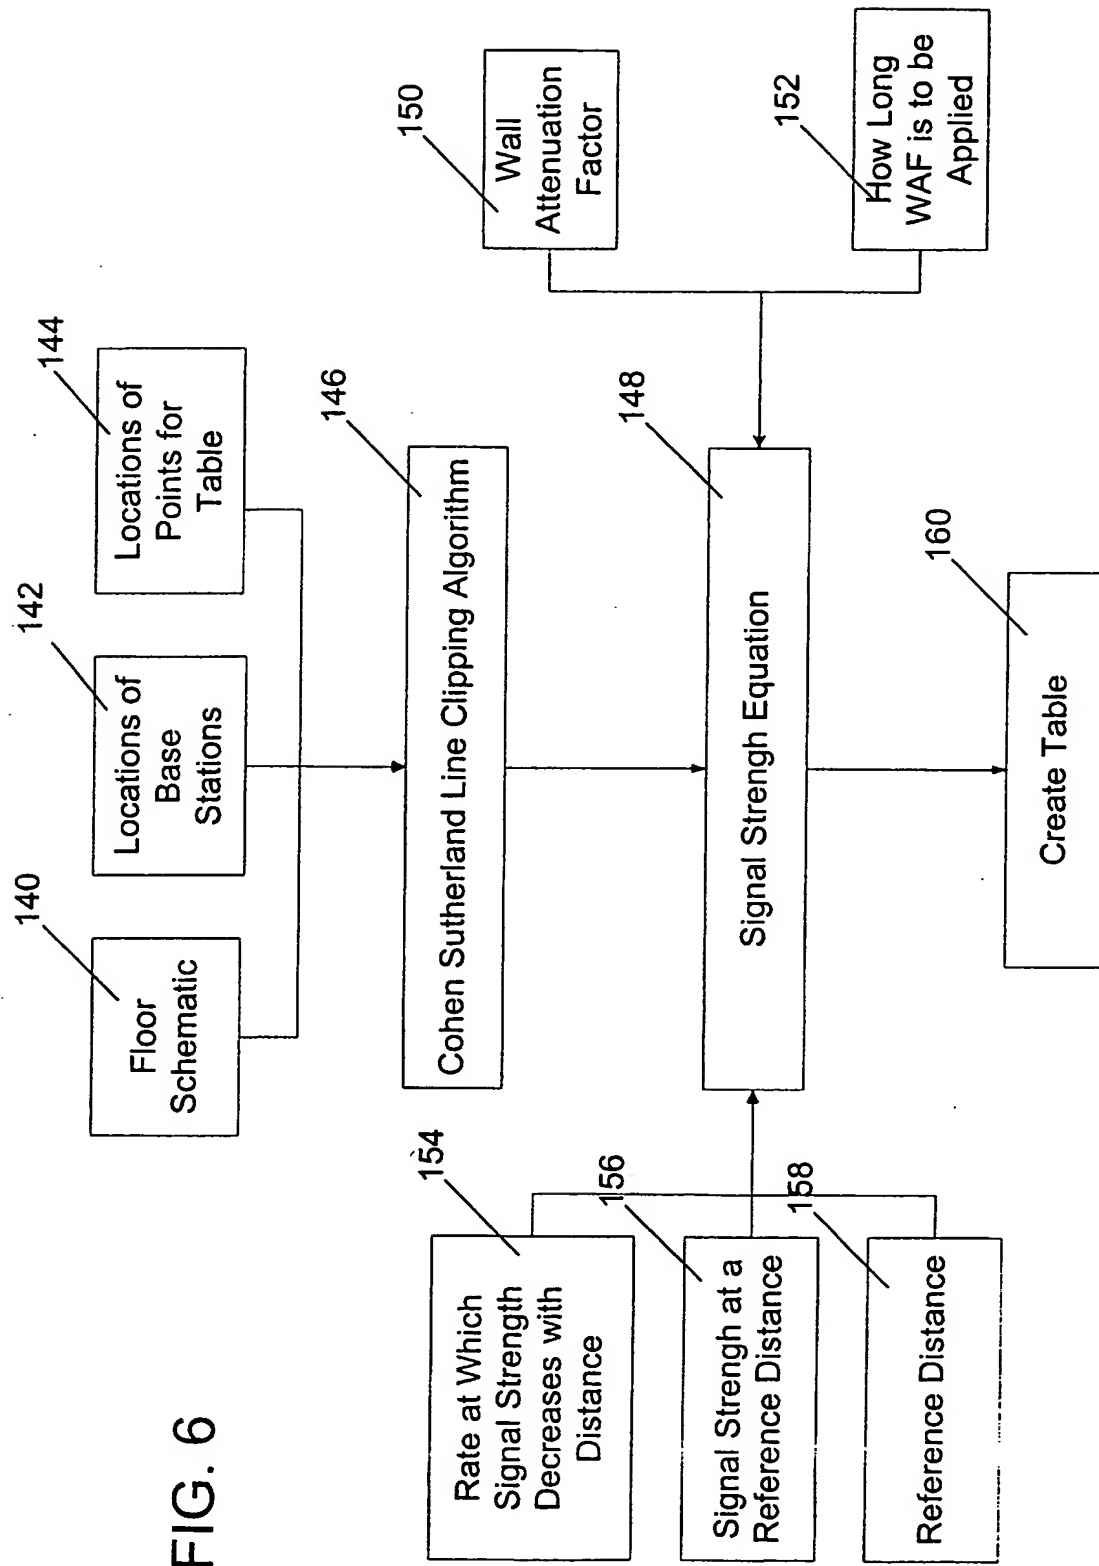 FIG. 6
140
Floor
Schematic
142
Locations of
Base
Stations
144
Locations of
Points for
Table
146
Cohen Sutherland Line Clipping Algorithm
154
Rate at Which
Signal Strength
Decreases with
Distance
156
Signal Strengh at a
Reference Distance
158
Reference Distance
148
Signal Strengh Equation
150
Wall
Attenuation
Factor
152
How Long
WAF is to be
Applied
160
Create Table